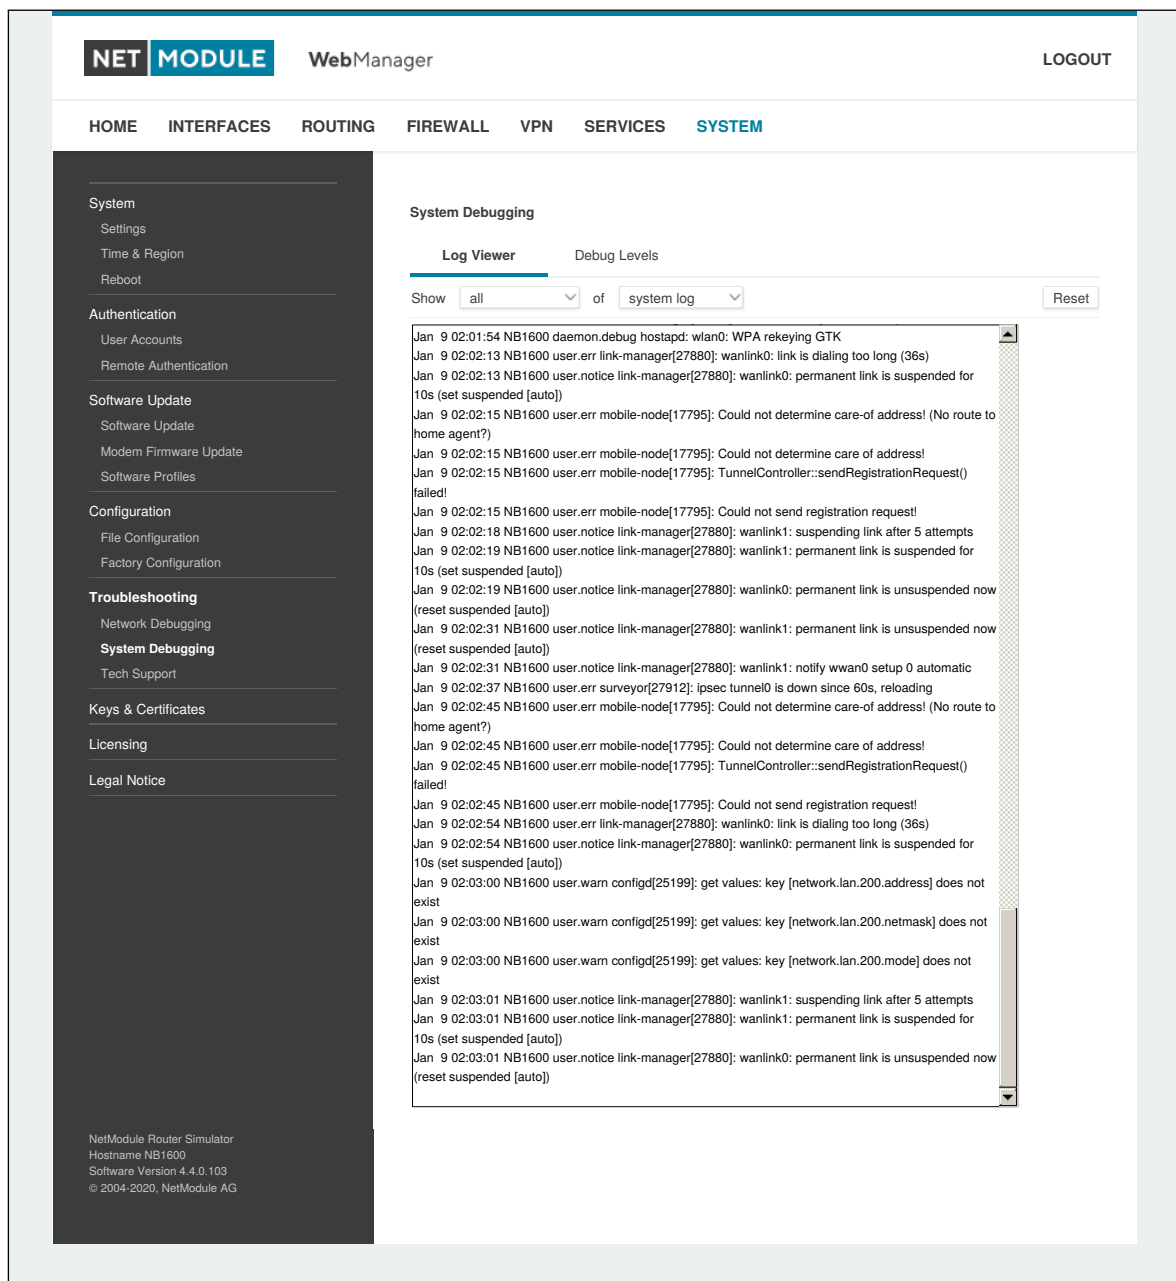 NET MODULE WebManager LOGOUT
HOME INTERFACES ROUTING FIREWALL VPN SERVICES SYSTEM
System
Settings
Time & Region
Reboot
Authentication
User Accounts
Remote Authentication
Software Update
Software Update
Modem Firmware Update
Software Profiles
Configuration
File Configuration
Factory Configuration
Troubleshooting
Network Debugging
System Debugging
Tech Support
Keys & Certificates
Licensing
Legal Notice
NetModule Router Simulator
Hostname NB1600
Software Version 4.4.0.103
© 2004-2020, NetModule AG
System Debugging
Log Viewer Debug Levels
Show all of system log Reset
Jan 9 02:01:54 NB1600 daemon.debug hostapd: wlan0: WPA rekeying GTK
Jan 9 02:02:13 NB1600 user.err link-manager[27880]: wanlink0: link is dialing too long (36s)
Jan 9 02:02:13 NB1600 user.notice link-manager[27880]: wanlink0: permanent link is suspended for
10s (set suspended [auto])
Jan 9 02:02:15 NB1600 user.err mobile-node[17795]: Could not determine care-of address! (No route to
home agent?)
Jan 9 02:02:15 NB1600 user.err mobile-node[17795]: Could not determine care of address!
Jan 9 02:02:15 NB1600 user.err mobile-node[17795]: TunnelController::sendRegistrationRequest()
failed!
Jan 9 02:02:15 NB1600 user.err mobile-node[17795]: Could not send registration request!
Jan 9 02:02:18 NB1600 user.notice link-manager[27880]: wanlink1: suspending link after 5 attempts
Jan 9 02:02:19 NB1600 user.notice link-manager[27880]: wanlink1: permanent link is suspended for
10s (set suspended [auto])
Jan 9 02:02:19 NB1600 user.notice link-manager[27880]: wanlink0: permanent link is unsuspended now
(reset suspended [auto])
Jan 9 02:02:31 NB1600 user.notice link-manager[27880]: wanlink1: permanent link is unsuspended now
(reset suspended [auto])
Jan 9 02:02:31 NB1600 user.notice link-manager[27880]: wanlink1: notify wwan0 setup 0 automatic
Jan 9 02:02:37 NB1600 user.err surveyor[27912]: ipsec tunnel0 is down since 60s, reloading
Jan 9 02:02:45 NB1600 user.err mobile-node[17795]: Could not determine care-of address! (No route to
home agent?)
Jan 9 02:02:45 NB1600 user.err mobile-node[17795]: Could not determine care of address!
Jan 9 02:02:45 NB1600 user.err mobile-node[17795]: TunnelController::sendRegistrationRequest()
failed!
Jan 9 02:02:45 NB1600 user.err mobile-node[17795]: Could not send registration request!
Jan 9 02:02:54 NB1600 user.err link-manager[27880]: wanlink0: link is dialing too long (36s)
Jan 9 02:02:54 NB1600 user.notice link-manager[27880]: wanlink0: permanent link is suspended for
10s (set suspended [auto])
Jan 9 02:03:00 NB1600 user.warn configd[25199]: get values: key [network.lan.200.address] does not
exist
Jan 9 02:03:00 NB1600 user.warn configd[25199]: get values: key [network.lan.200.netmask] does not
exist
Jan 9 02:03:00 NB1600 user.warn configd[25199]: get values: key [network.lan.200.mode] does not
exist
Jan 9 02:03:01 NB1600 user.notice link-manager[27880]: wanlink1: suspending link after 5 attempts
Jan 9 02:03:01 NB1600 user.notice link-manager[27880]: wanlink1: permanent link is suspended for
10s (set suspended [auto])
Jan 9 02:03:01 NB1600 user.notice link-manager[27880]: wanlink0: permanent link is unsuspended now
(reset suspended [auto])